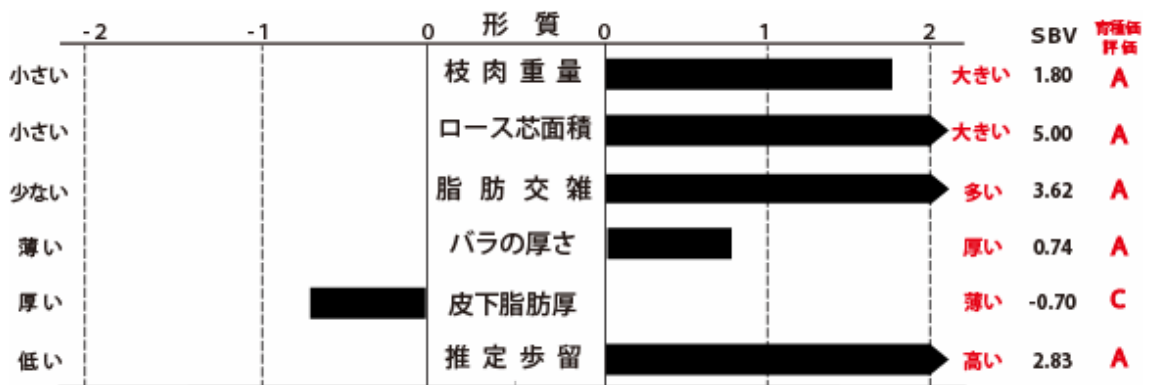 -2 -1 0 形質 0 1 2 SBV 育種価評価
小さい 枝肉重量 大きい 1.80 A
小さい ロース芯面積 大きい 5.00 A
少ない 脂肪交雑 多い 3.62 A
薄い バラの厚さ 厚い 0.74 A
厚い 皮下脂肪厚 薄い -0.70 C
低い 推定歩留 高い 2.83 A